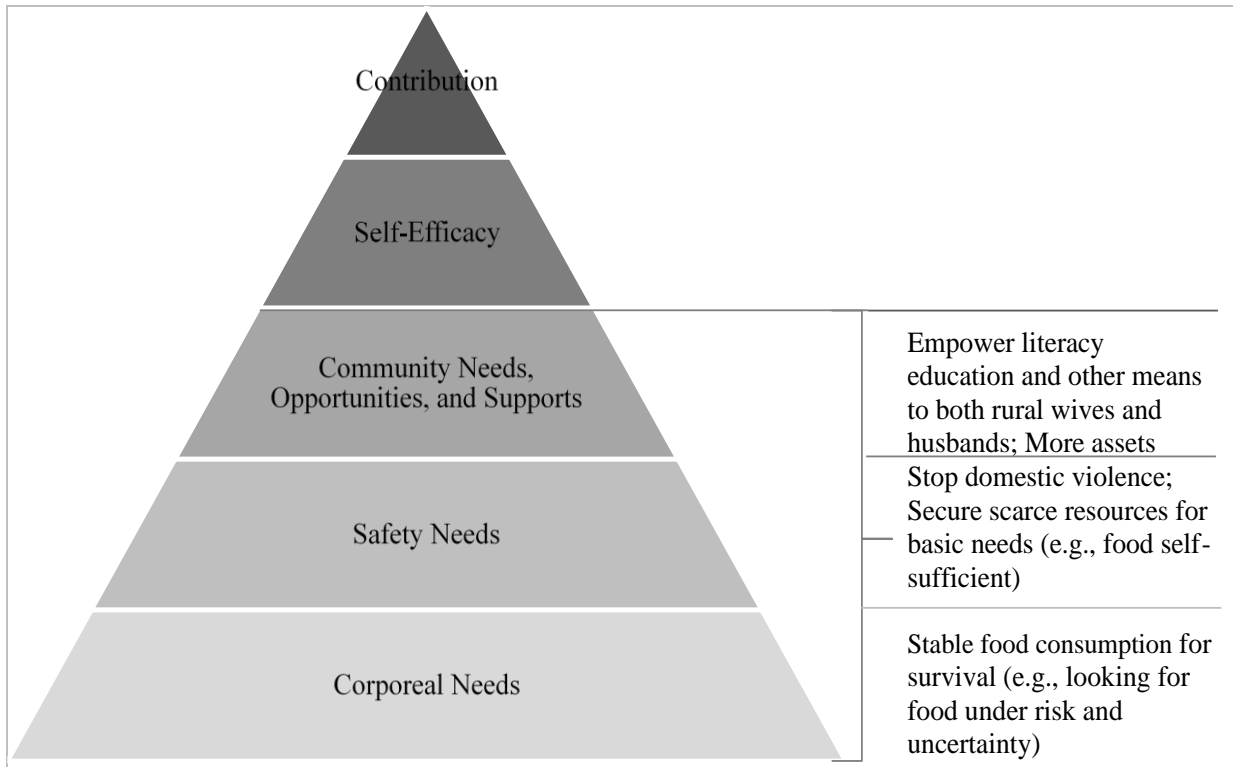 Contribution
Self-Efficacy
Community Needs,
Opportunities, and Supports
Safety Needs
Corporeal Needs
Empower literacy
education and other means
to both rural wives and
husbands; More assets
Stop domestic violence;
Secure scarce resources for
basic needs (e.g., food self-
sufficient)
Stable food consumption for
survival (e.g., looking for
food under risk and
uncertainty)